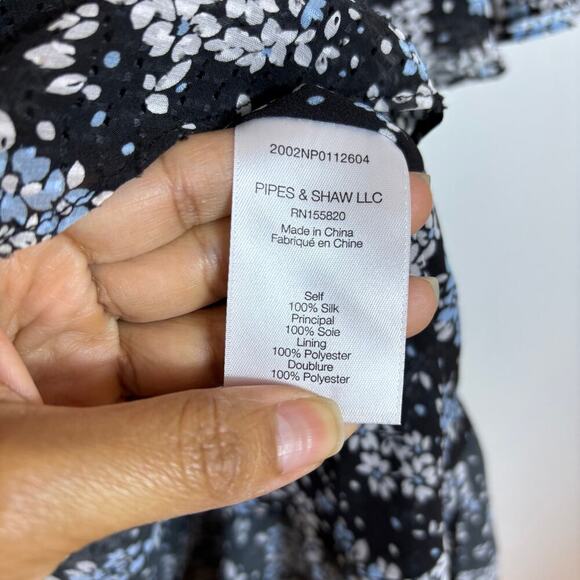 2002NP0112604
PIPES & SHAW LLC
RN155820
Made in China
Fabriqué en Chine
Self
100% Silk
Principal
100% Soie
Lining
100% Polyester
Doublure
100% Polyester